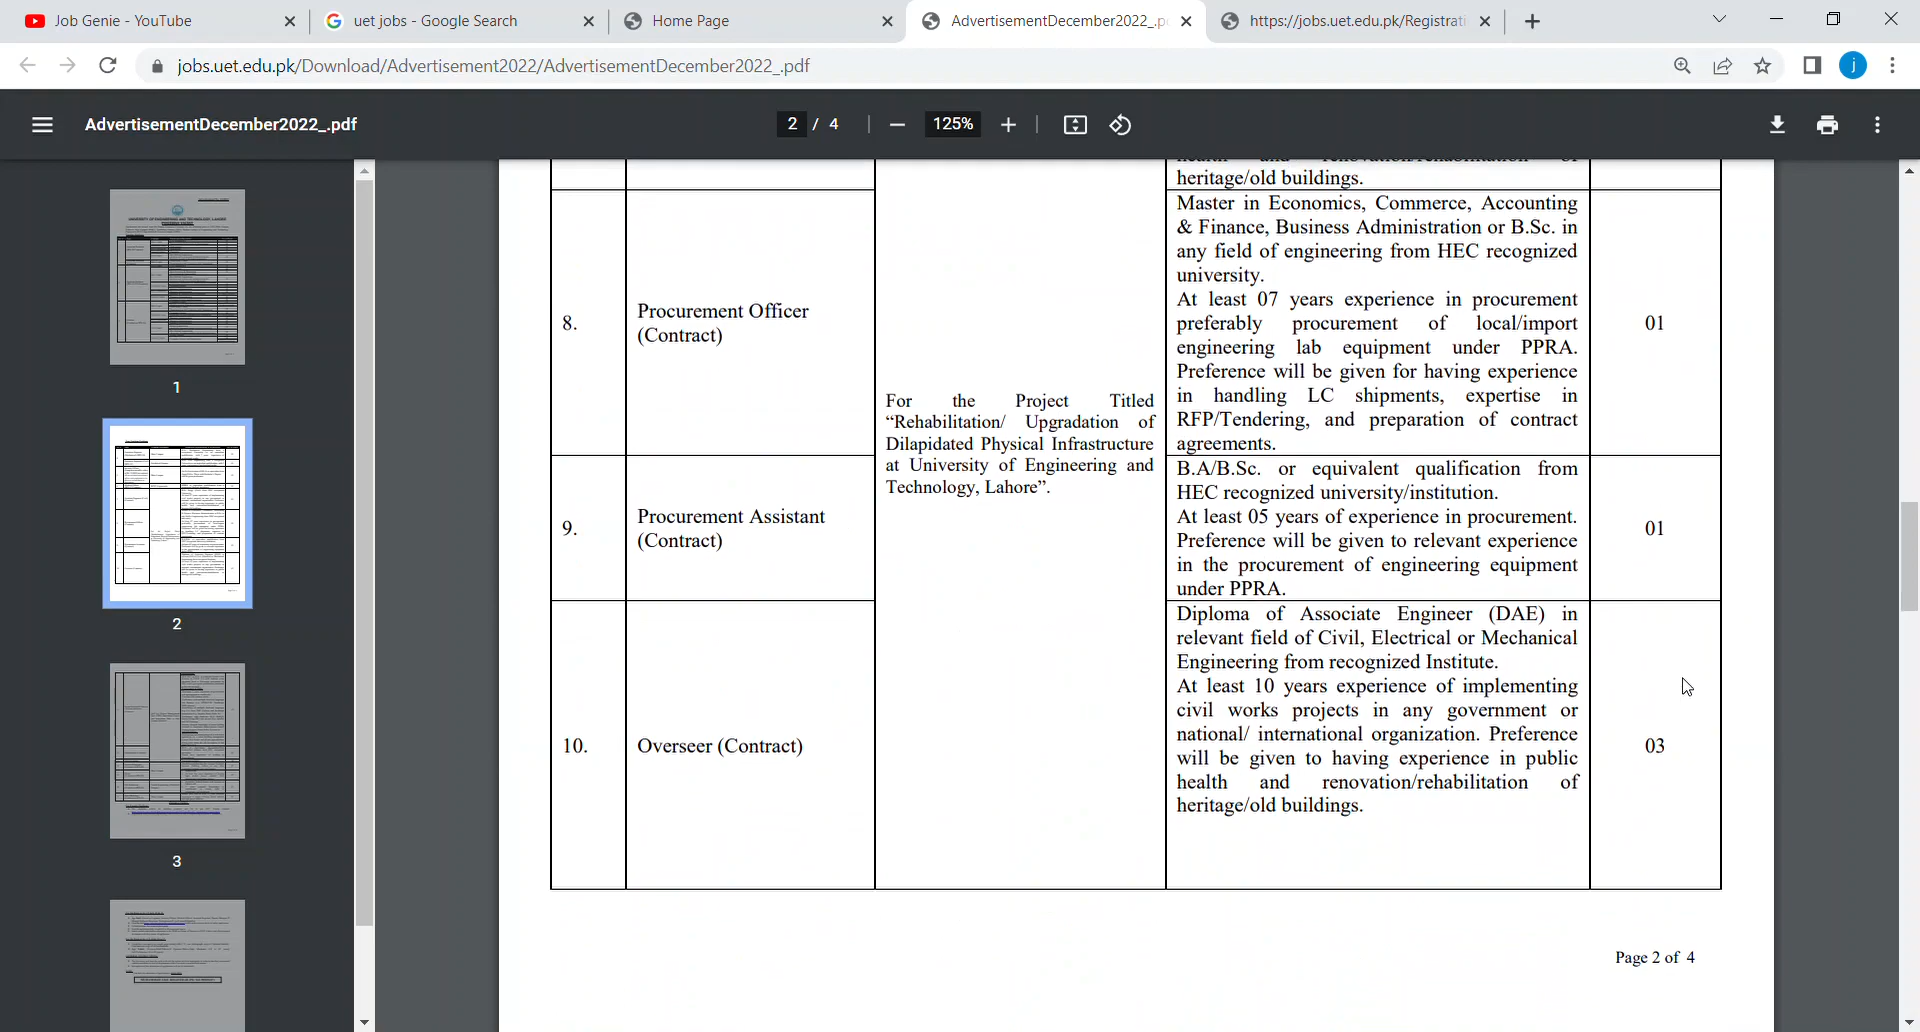 Job Genie - YouTube
uet jobs - Google Search
Home Page
AdvertisementDecember2022_.p
https://jobs.uet.edu.pk/Registrati
jobs.uet.edu.pk/Download/Advertisement2022/AdvertisementDecember2022_.pdf
j
AdvertisementDecember2022_.pdf
2 / 4
125%
1
2
3
heritage/old buildings.
8.
Procurement Officer
(Contract)
For the Project Titled
“Rehabilitation/ Upgradation of
Dilapidated Physical Infrastructure
at University of Engineering and
Technology, Lahore”.
Master in Economics, Commerce, Accounting
& Finance, Business Administration or B.Sc. in
any field of engineering from HEC recognized
university.
At least 07 years experience in procurement
preferably procurement of local/import
engineering lab equipment under PPRA.
Preference will be given for having experience
in handling LC shipments, expertise in
RFP/Tendering, and preparation of contract
agreements.
01
9.
Procurement Assistant
(Contract)
B.A/B.Sc. or equivalent qualification from
HEC recognized university/institution.
At least 05 years of experience in procurement.
Preference will be given to relevant experience
in the procurement of engineering equipment
under PPRA.
01
10.
Overseer (Contract)
Diploma of Associate Engineer (DAE) in
relevant field of Civil, Electrical or Mechanical
Engineering from recognized Institute.
At least 10 years experience of implementing
civil works projects in any government or
national/ international organization. Preference
will be given to having experience in public
health and renovation/rehabilitation of
heritage/old buildings.
03
Page 2 of 4